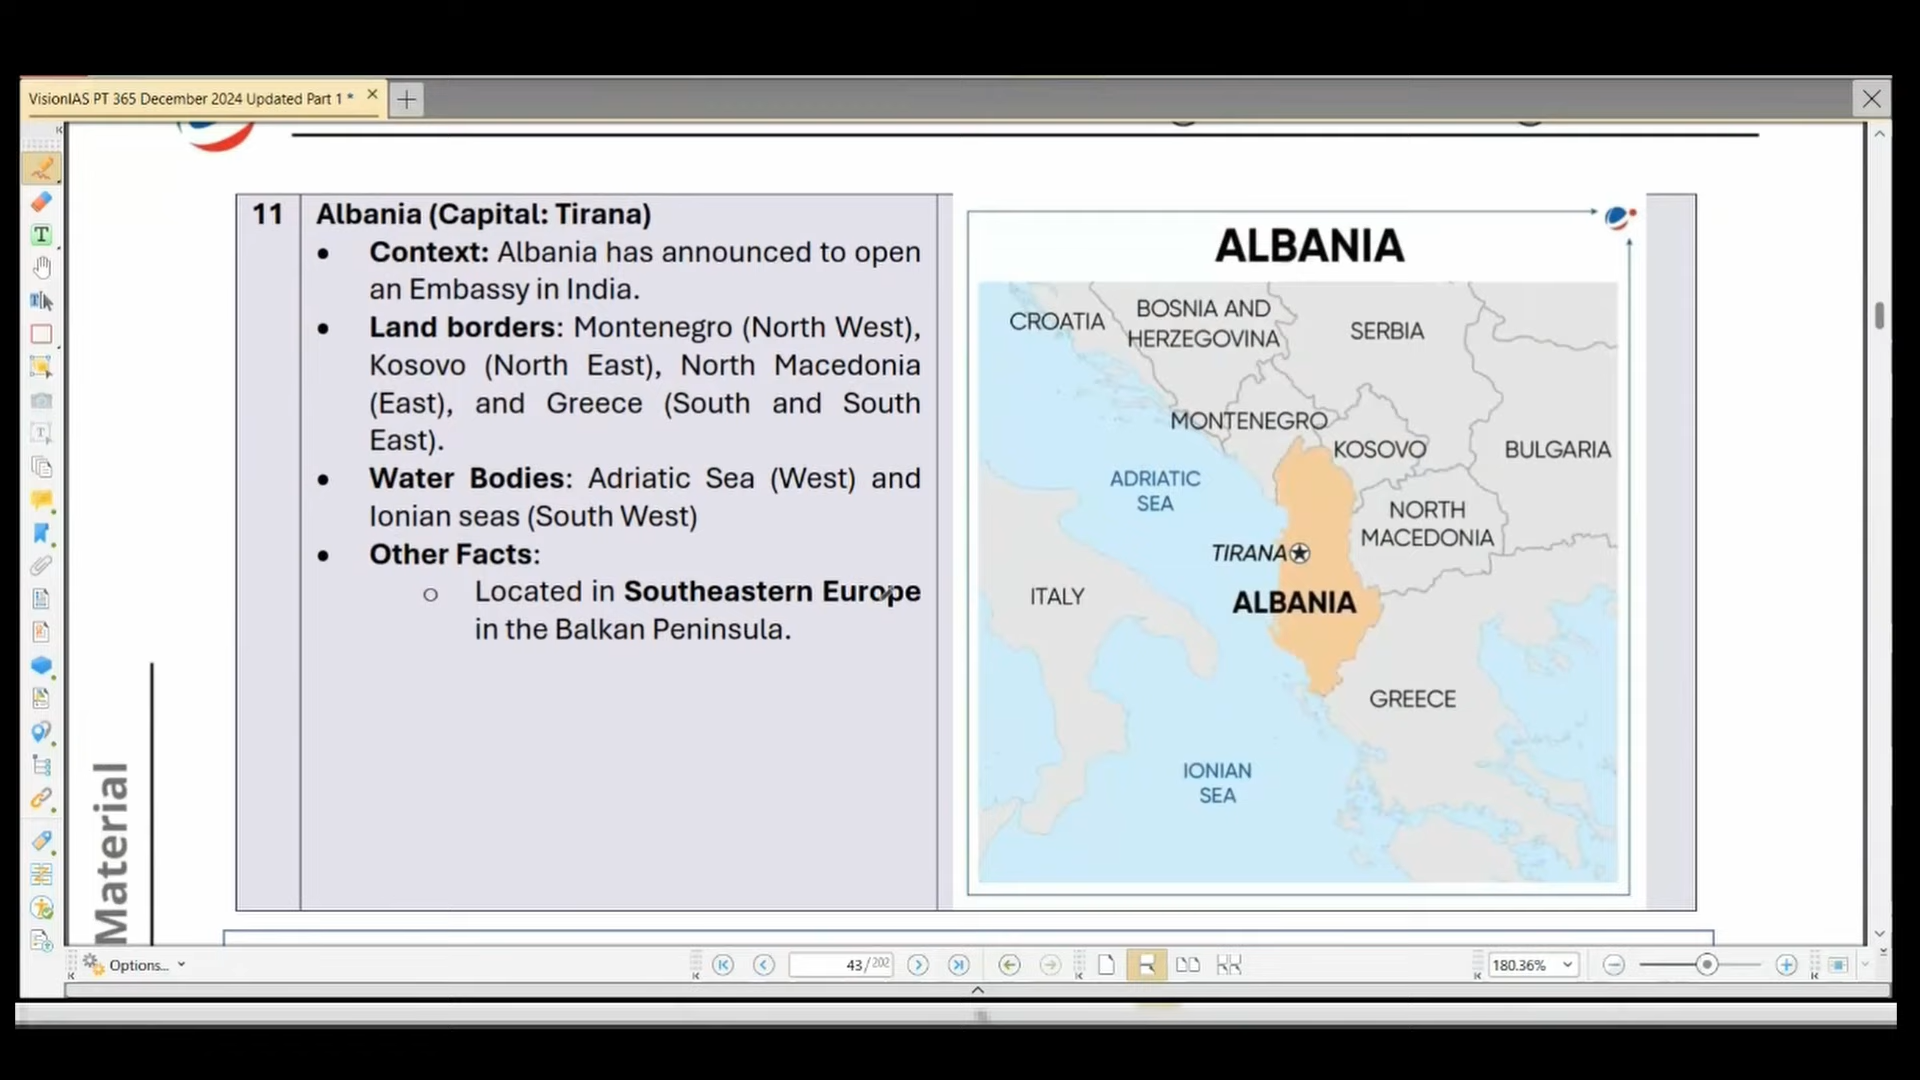 VisionIAS PT 365 December 2024 Updated Part 1 *
11 Albania (Capital: Tirana)
• Context: Albania has announced to open
an Embassy in India.
• Land borders: Montenegro (North West),
Kosovo (North East), North Macedonia
(East), and Greece (South and South
East).
• Water Bodies: Adriatic Sea (West) and
Ionian seas (South West)
• Other Facts:
o Located in Southeastern Europe
in the Balkan Peninsula.
ALBANIA
CROATIA
BOSNIA AND
HERZEGOVINA
SERBIA
MONTENEGRO
KOSOVO
BULGARIA
ADRIATIC
SEA
NORTH
MACEDONIA
TIRANA
ITALY
ALBANIA
GREECE
IONIAN
SEA
Material
Options...
43 / 202
180.36%